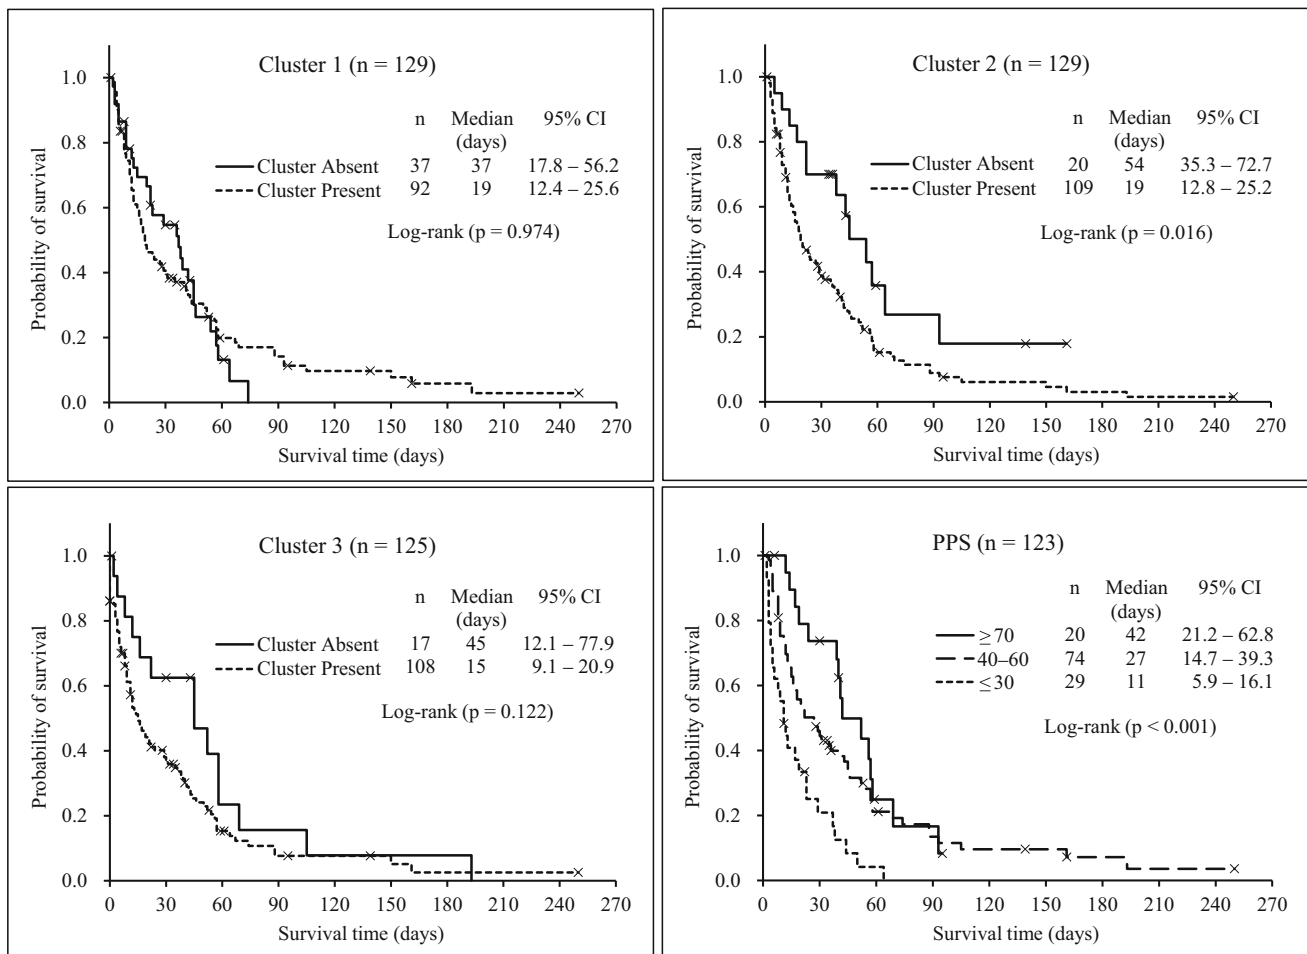 Cluster 1 (n = 129)
n Median (days) 95% CI
Cluster Absent 37 37 17.8 – 56.2
Cluster Present 92 19 12.4 – 25.6
Log-rank (p = 0.974)
Probability of survival
1.0
0.8
0.6
0.4
0.2
0.0
0 30 60 90 120 150 180 210 240 270
Survival time (days)
Cluster 2 (n = 129)
n Median (days) 95% CI
Cluster Absent 20 54 35.3 – 72.7
Cluster Present 109 19 12.8 – 25.2
Log-rank (p = 0.016)
Probability of survival
1.0
0.8
0.6
0.4
0.2
0.0
0 30 60 90 120 150 180 210 240 270
Survival time (days)
Cluster 3 (n = 125)
n Median (days) 95% CI
Cluster Absent 17 45 12.1 – 77.9
Cluster Present 108 15 9.1 – 20.9
Log-rank (p = 0.122)
Probability of survival
1.0
0.8
0.6
0.4
0.2
0.0
0 30 60 90 120 150 180 210 240 270
Survival time (days)
PPS (n = 123)
n Median (days) 95% CI
≥70 20 42 21.2 – 62.8
40–60 74 27 14.7 – 39.3
≤30 29 11 5.9 – 16.1
Log-rank (p < 0.001)
Probability of survival
1.0
0.8
0.6
0.4
0.2
0.0
0 30 60 90 120 150 180 210 240 270
Survival time (days)